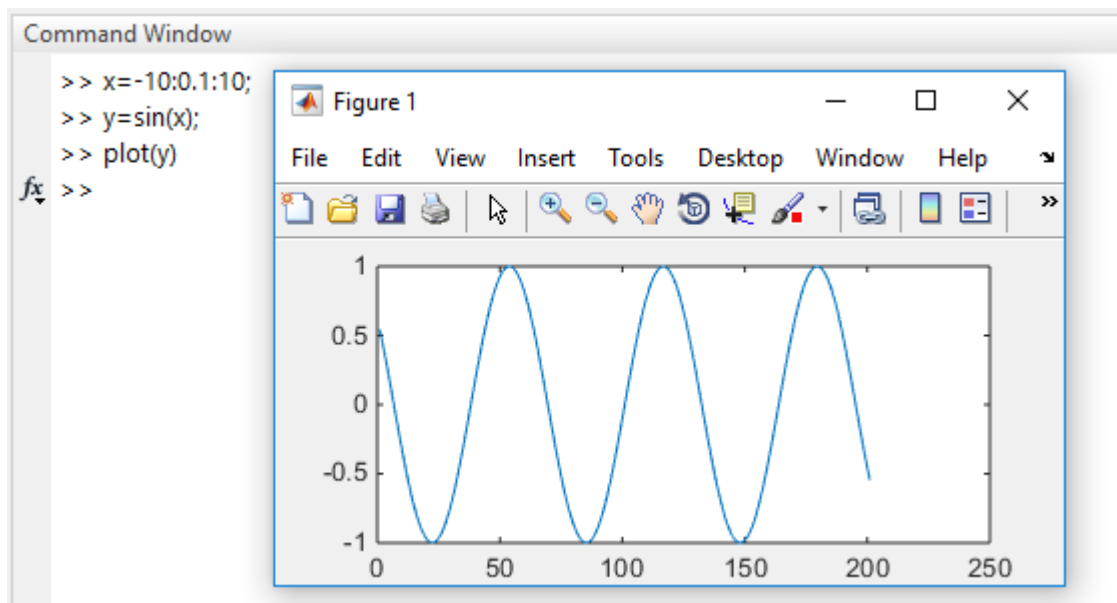 Command Window
>> x=-10:0.1:10;
>> y=sin(x);
>> plot(y)
fx >>
Figure 1
File Edit View Insert Tools Desktop Window Help
1
0.5
0
-0.5
-1
0 50 100 150 200 250